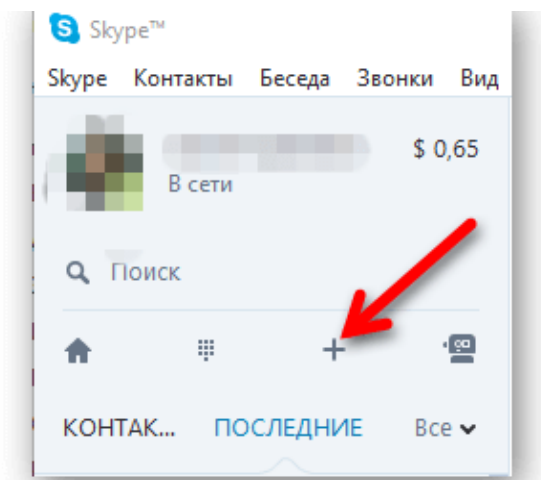 Skype™
Skype Контакты Беседа Звонки Вид
$ 0,65
В сети
Поиск
КОНТАК... ПОСЛЕДНИЕ Все